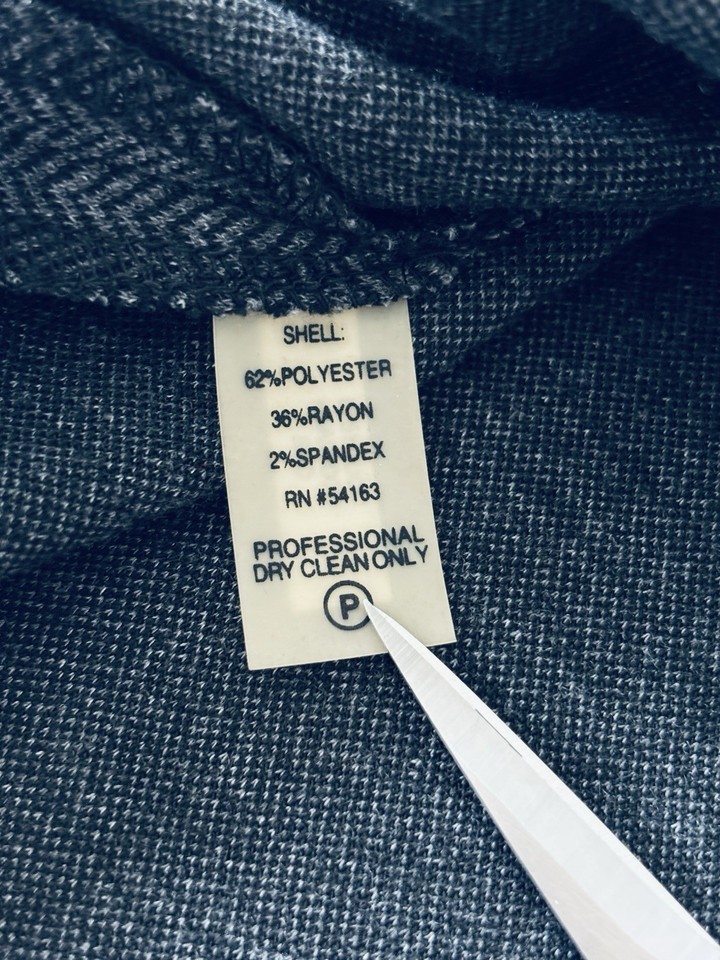 SHELL:
62%POLYESTER
36%RAYON
2%SPANDEX
RN #54163
PROFESSIONAL
DRY CLEAN ONLY
P